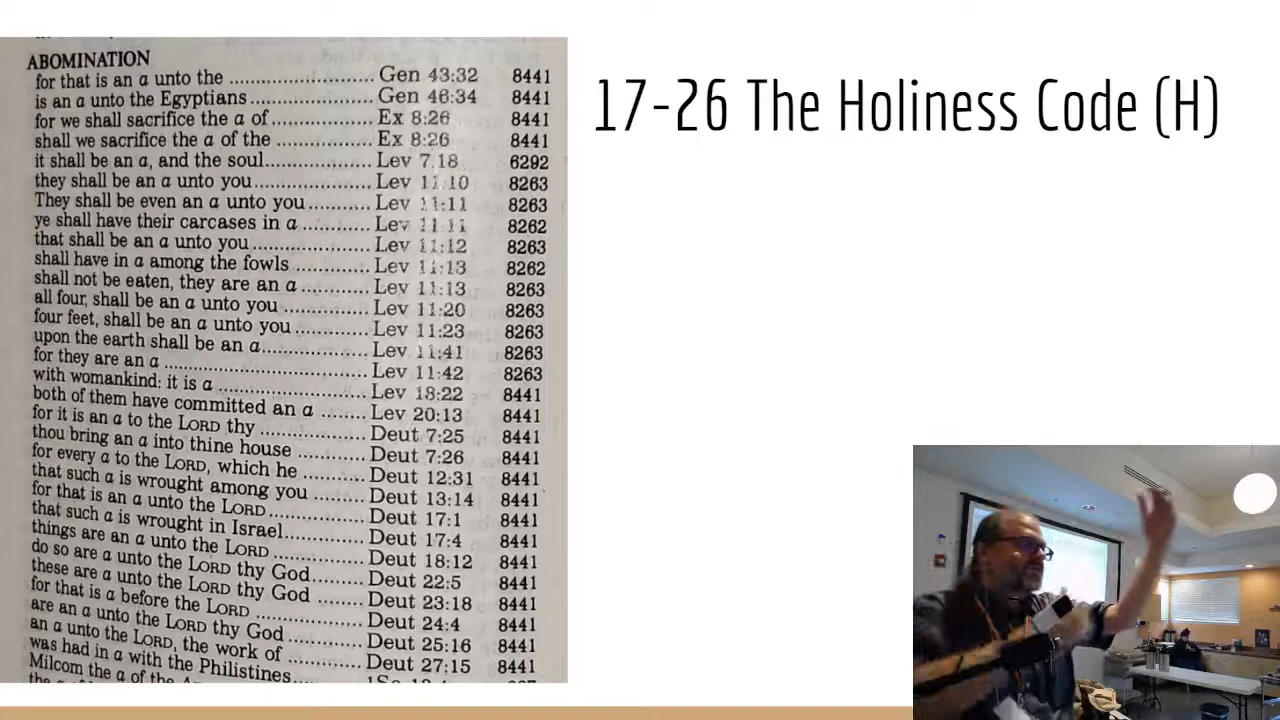 ABOMINATION
for that is an a unto the ........................ Gen 43:32 8441
is an a unto the Egyptians ..................... Gen 46:34 8441
for we shall sacrifice the a of ................. Ex 8:26 8441
shall we sacrifice the a of the ................ Ex 8:26 8441
it shall be an a, and the soul .................. Lev 7.18 6292
they shall be an a unto you .................... Lev 11:10 8263
They shall be even an a unto you ........... Lev 11:11 8263
ye shall have their carcases in a ............ Lev 11:11 8262
that shall be an a unto you .................... Lev 11:12 8263
shall have in a among the fowls ............. Lev 11:13 8262
shall not be eaten, they are an a ............ Lev 11:13 8263
all four, shall be an a unto you .............. Lev 11:20 8263
four feet, shall be an a unto you ............ Lev 11:23 8263
upon the earth shall be an a ................... Lev 11:41 8263
for they are an a .................................... Lev 11:42 8263
with womankind: it is a .......................... Lev 18:22 8441
both of them have committed an a ........ Lev 20:13 8441
for it is an a to the LORD thy ................. Deut 7:25 8441
thou bring an a into thine house ........... Deut 7:26 8441
for every a to the LORD, which he .......... Deut 12:31 8441
that such a is wrought among you ........ Deut 13:14 8441
for that is an a unto the LORD ................ Deut 17:1 8441
that such a is wrought in Israel ............... Deut 17:4 8441
things are an a unto the LORD ................ Deut 18:12 8441
do so are a unto the LORD thy God ......... Deut 22:5 8441
these are a unto the LORD thy God ........ Deut 23:18 8441
for that is a before the LORD .................. Deut 24:4 8441
are an a unto the LORD thy God ............. Deut 25:16 8441
an a unto the LORD, the work of ............. Deut 27:15 8441
was had in a with the Philistines
Milcom the a of the
17-26 The Holiness Code (H)